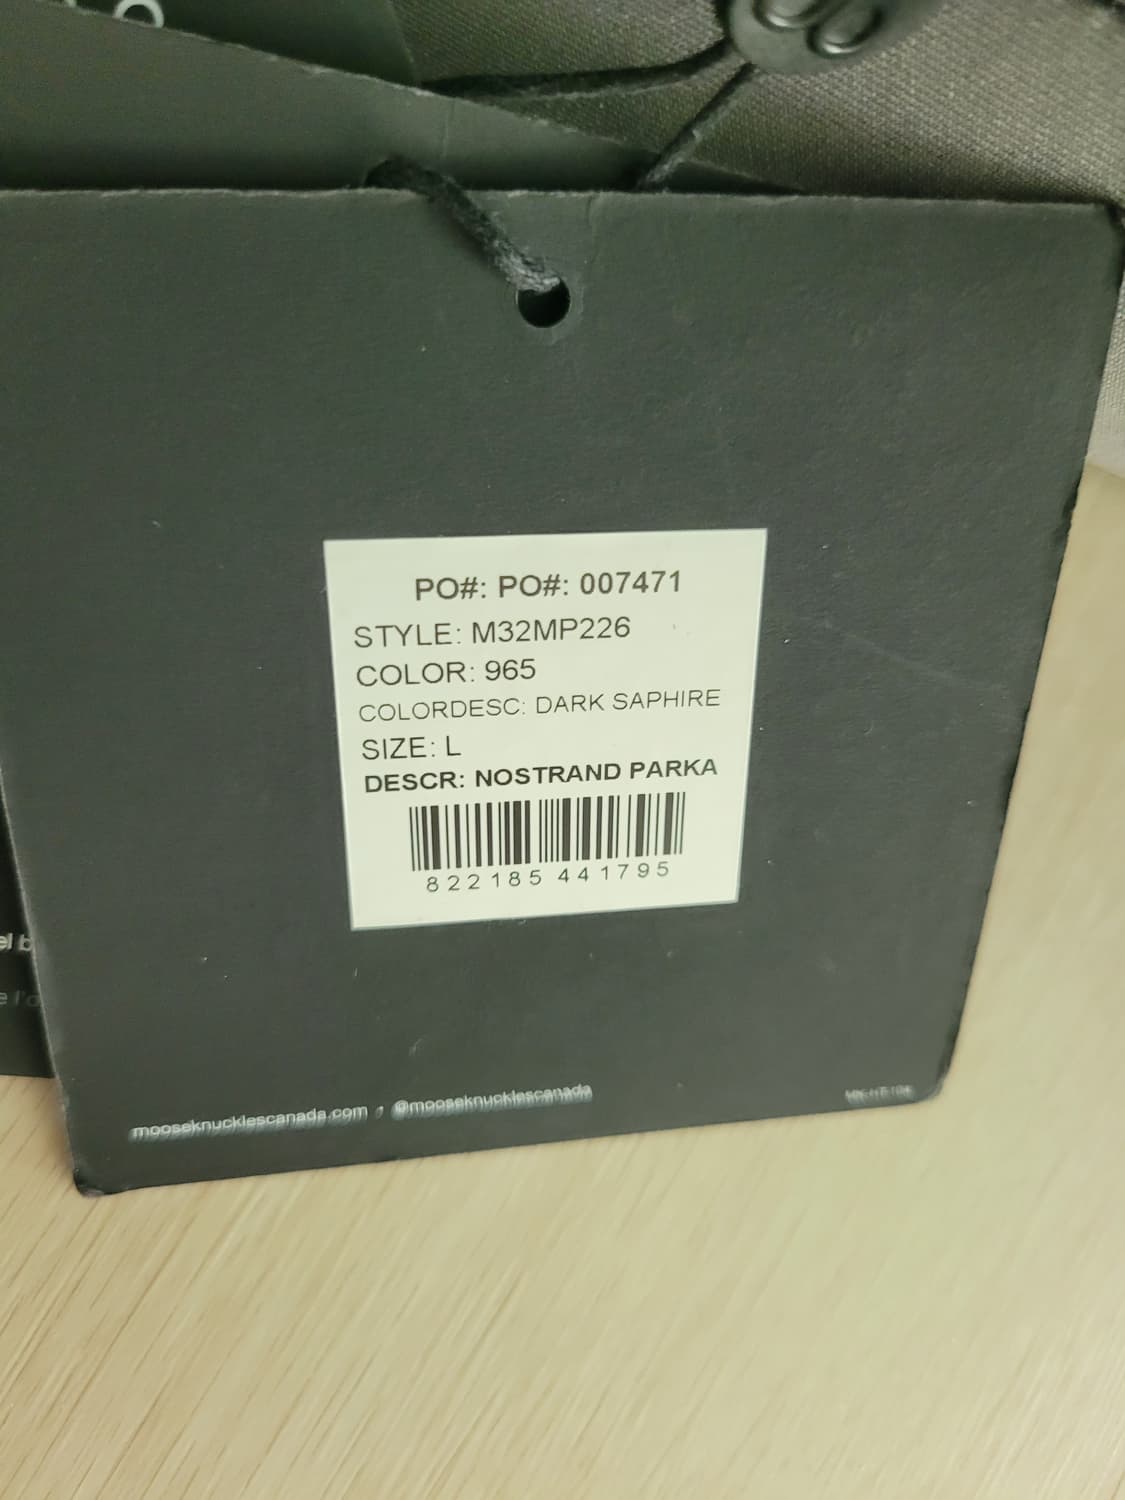 PO#: PO#: 007471
STYLE: M32MP226
COLOR: 965
COLORDESC: DARK SAPHIRE
SIZE: L
DESCR: NOSTRAND PARKA
822185 441795
mooseknucklescanada.com , @mooseknucklescanada